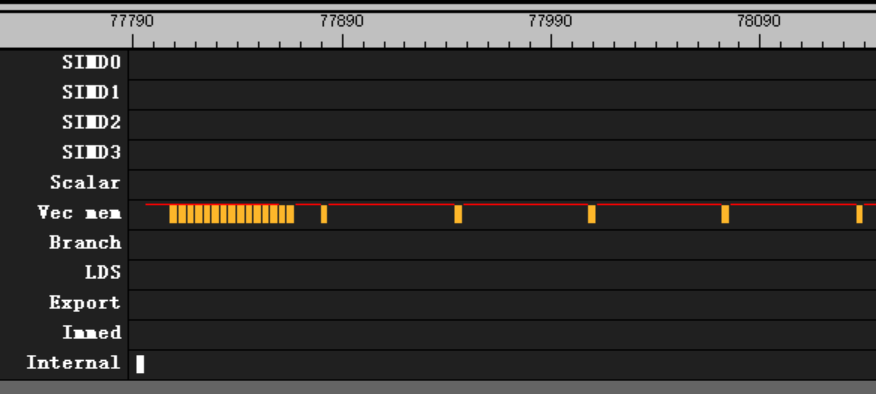 77790 77890 77990 78090
SIMD0
SIMD1
SIMD2
SIMD3
Scalar
Vec mem
Branch
LDS
Export
Immed
Internal